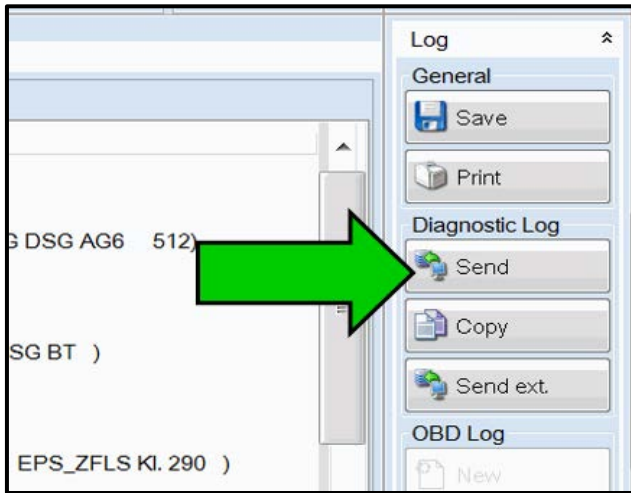 Log
General
Save
Print
G DSG AG6 512)
Diagnostic Log
Send
Copy
SG BT )
Send ext.
OBD Log
EPS_ZFLS Kl. 290 )
New